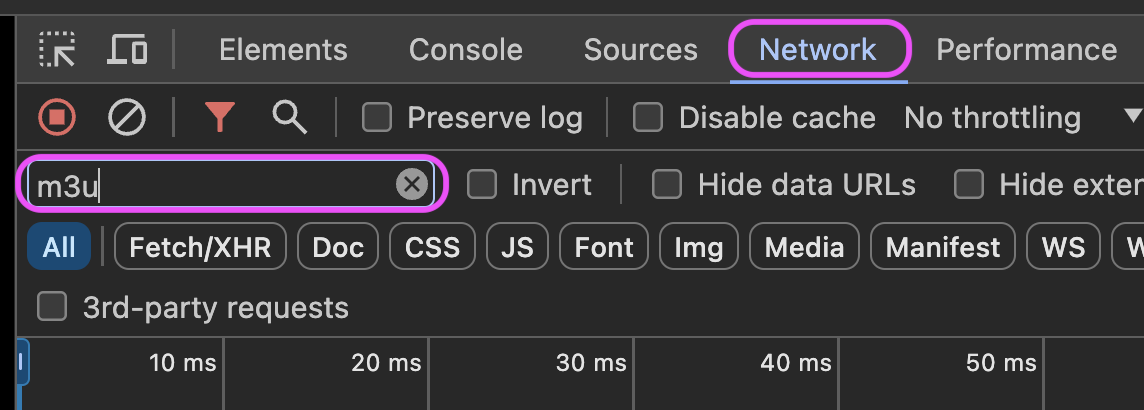 Elements Console Sources Network Performance
Preserve log Disable cache No throttling
m3u Invert Hide data URLs Hide exter
All Fetch/XHR Doc CSS JS Font Img Media Manifest WS W
3rd-party requests
10 ms 20 ms 30 ms 40 ms 50 ms